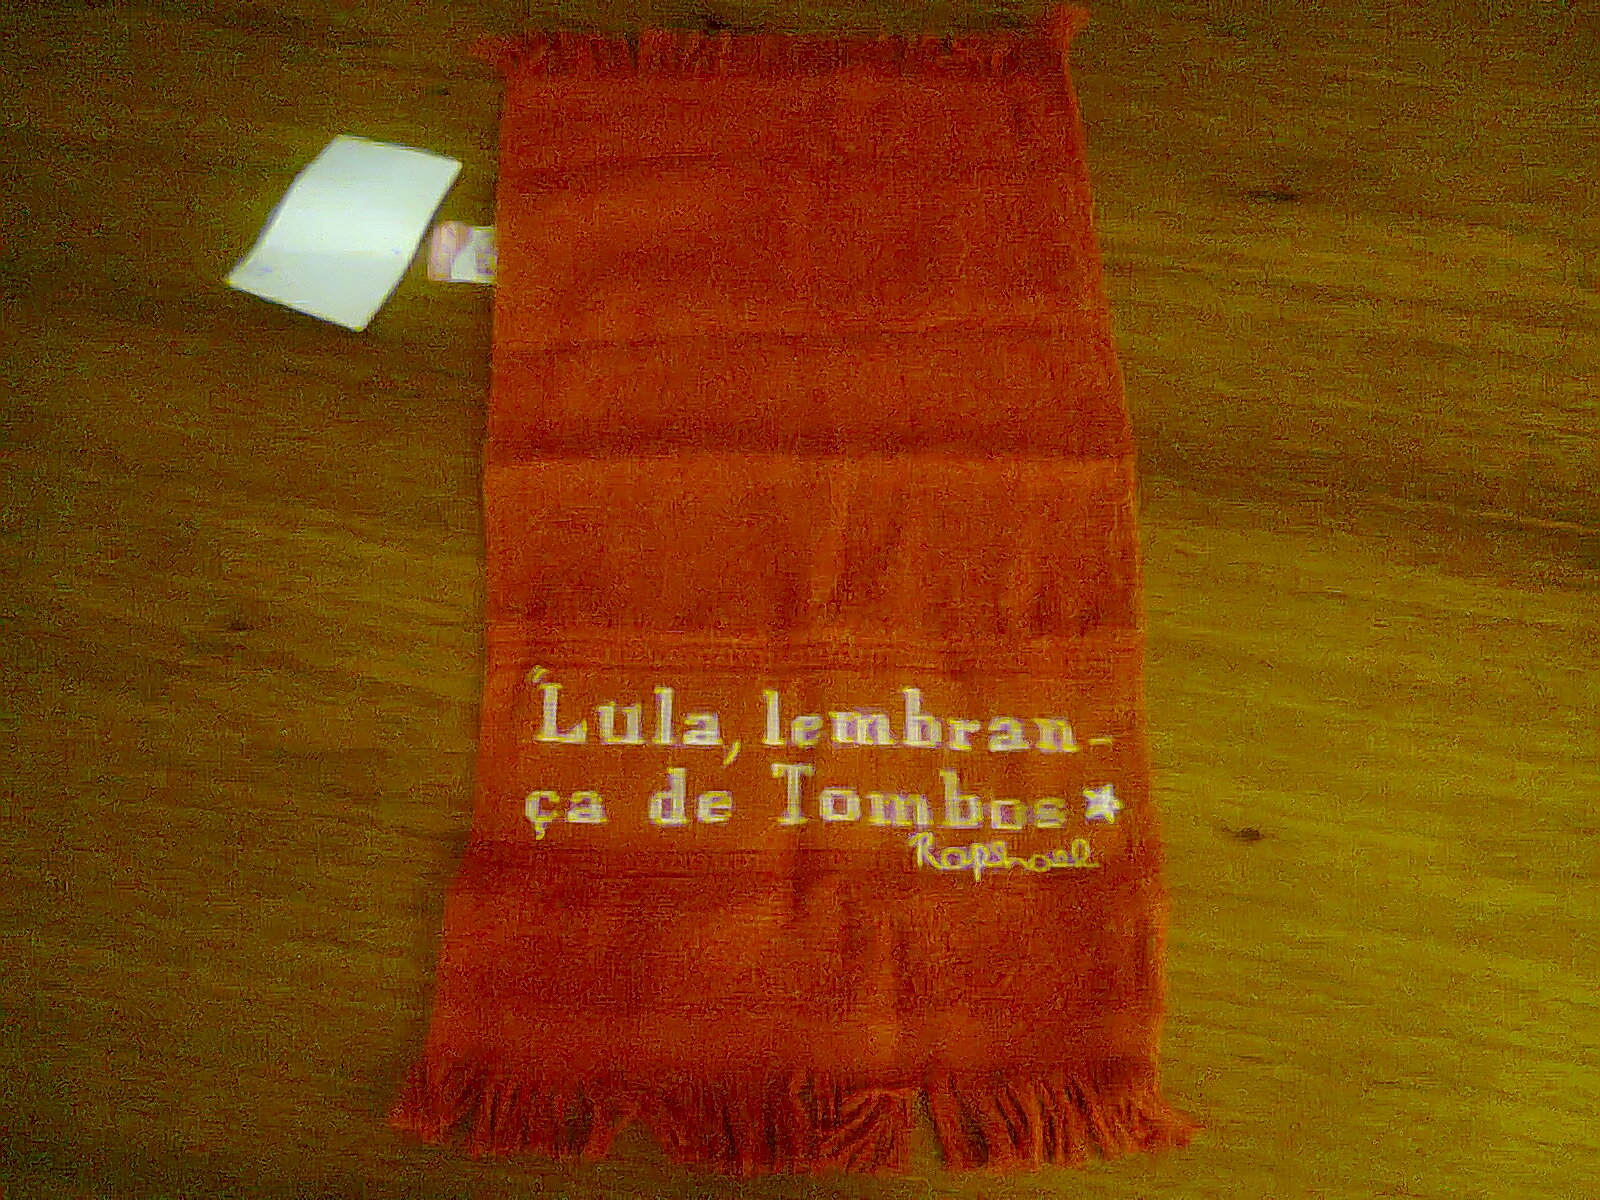 Lula, lembran-
ça de Tombos★
Raphael